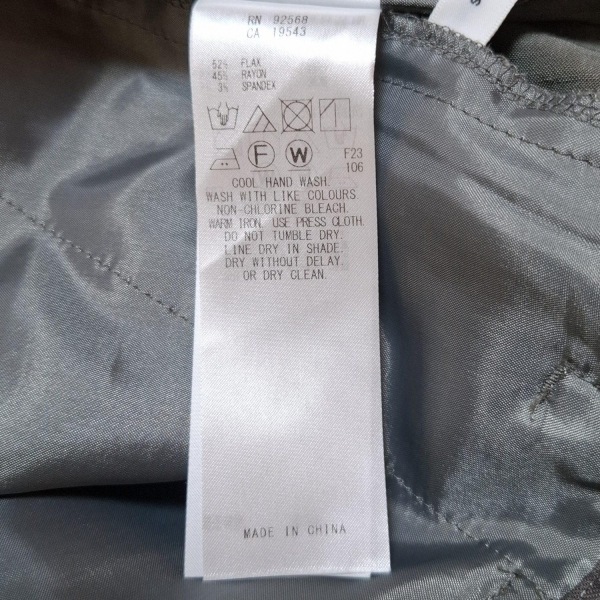 RN 92568
CA 19543
52% FLAX
45% RAYON
3% SPANDEX
F W F23
106
COOL HAND WASH.
WASH WITH LIKE COLOURS.
NON-CHLORINE BLEACH.
WARM IRON. USE PRESS CLOTH.
DO NOT TUMBLE DRY.
LINE DRY IN SHADE.
DRY WITHOUT DELAY.
OR DRY CLEAN.
MADE IN CHINA
S